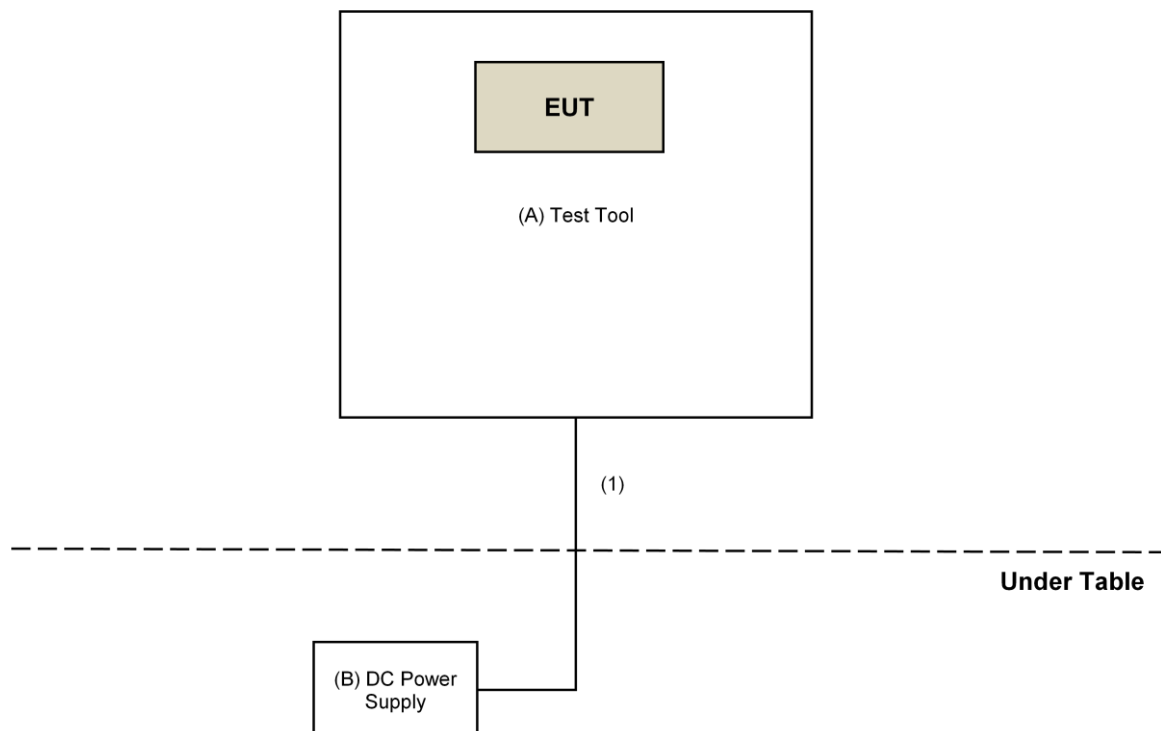 EUT
(A) Test Tool
(1)
Under Table
(B) DC Power
Supply